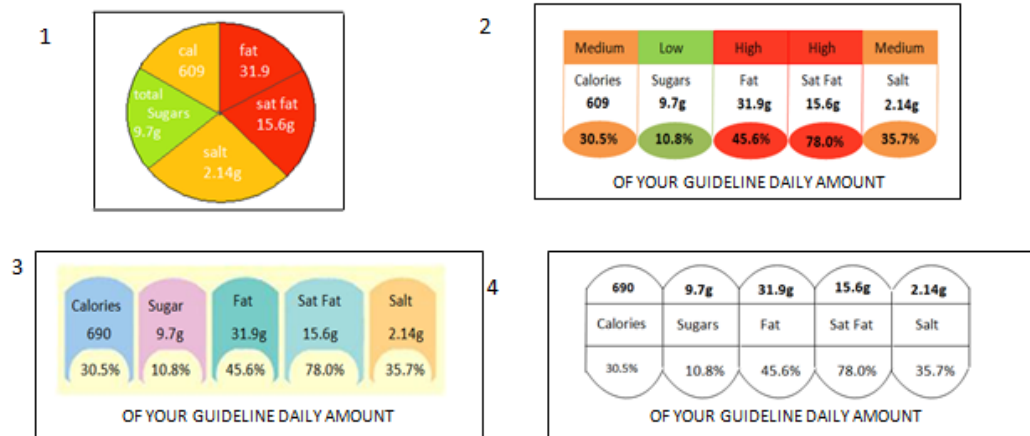 1
cal
609
fat
31.9
total
Sugars
9.7g
sat fat
15.6g
salt
2.14g
2
Medium Low High High Medium
Calories Sugars Fat Sat Fat Salt
609 9.7g 31.9g 15.6g 2.14g
30.5% 10.8% 45.6% 78.0% 35.7%
OF YOUR GUIDELINE DAILY AMOUNT
3
Calories Sugar Fat Sat Fat Salt
690 9.7g 31.9g 15.6g 2.14g
30.5% 10.8% 45.6% 78.0% 35.7%
OF YOUR GUIDELINE DAILY AMOUNT
4
690 9.7g 31.9g 15.6g 2.14g
Calories Sugars Fat Sat Fat Salt
30.5% 10.8% 45.6% 78.0% 35.7%
OF YOUR GUIDELINE DAILY AMOUNT